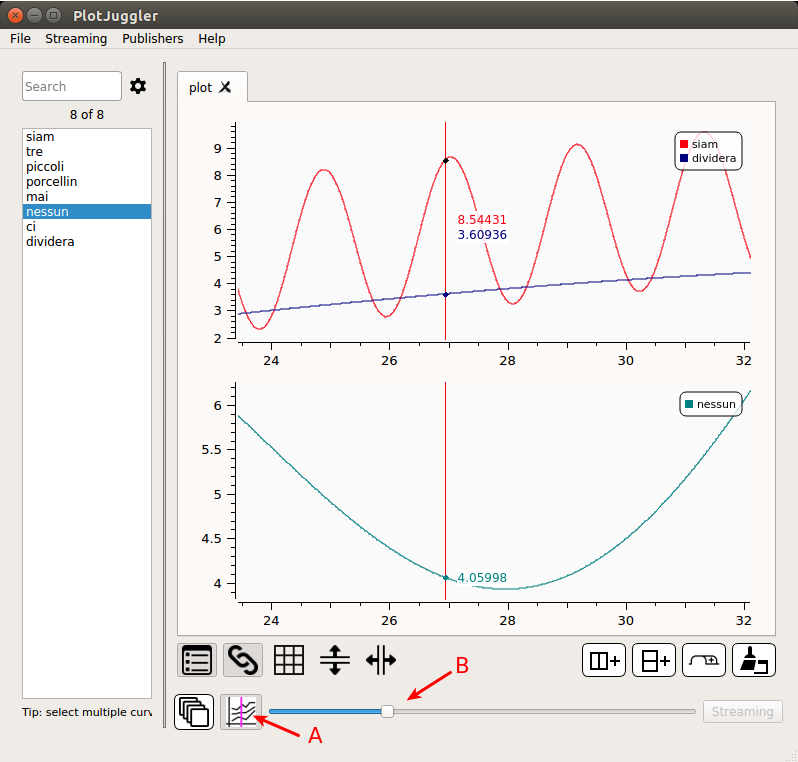 PlotJuggler
File Streaming Publishers Help
Search
8 of 8
siam
tre
piccoli
porcellin
mai
nessun
ci
dividera
Tip: select multiple curv
plot
siam
dividera
9
8
7
6
5
4
3
2
8.54431
3.60936
24 26 28 30 32
nessun
6
5.5
5
4.5
4
4.05998
24 26 28 30 32
B
A
Streaming